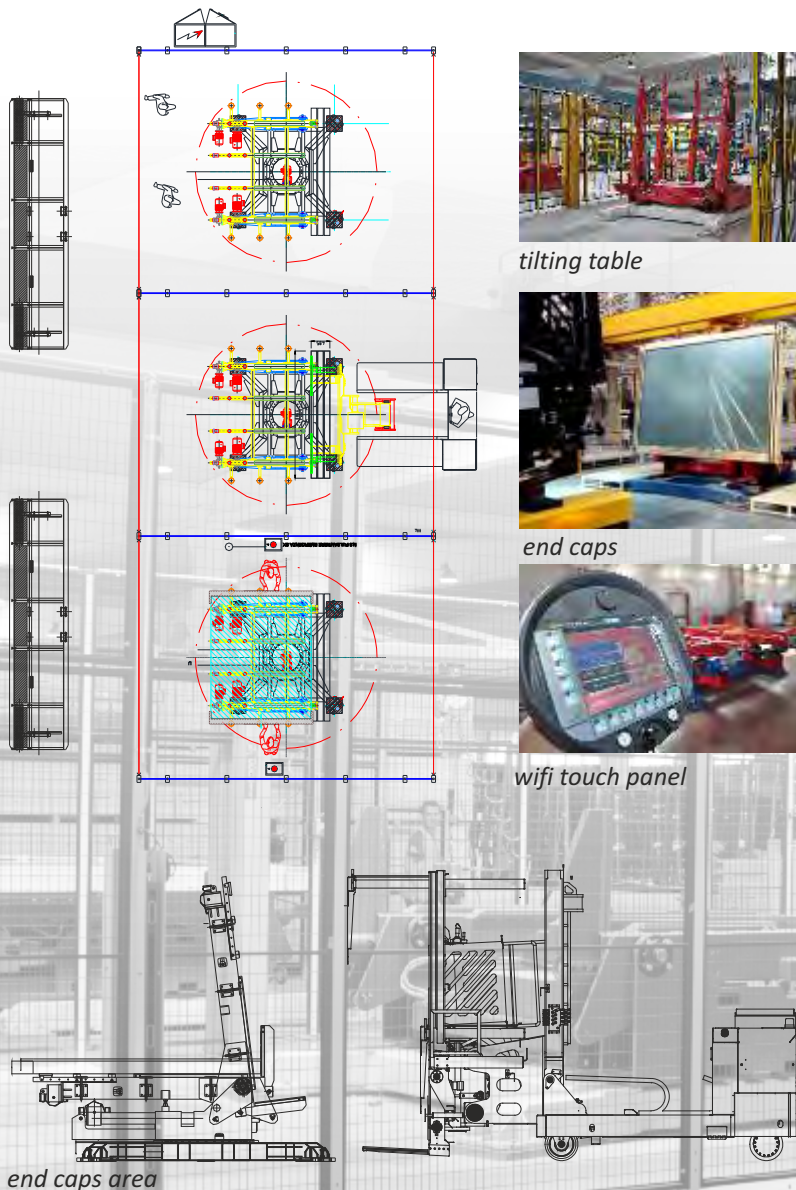 tilting table
end caps
wifi touch panel
end caps area